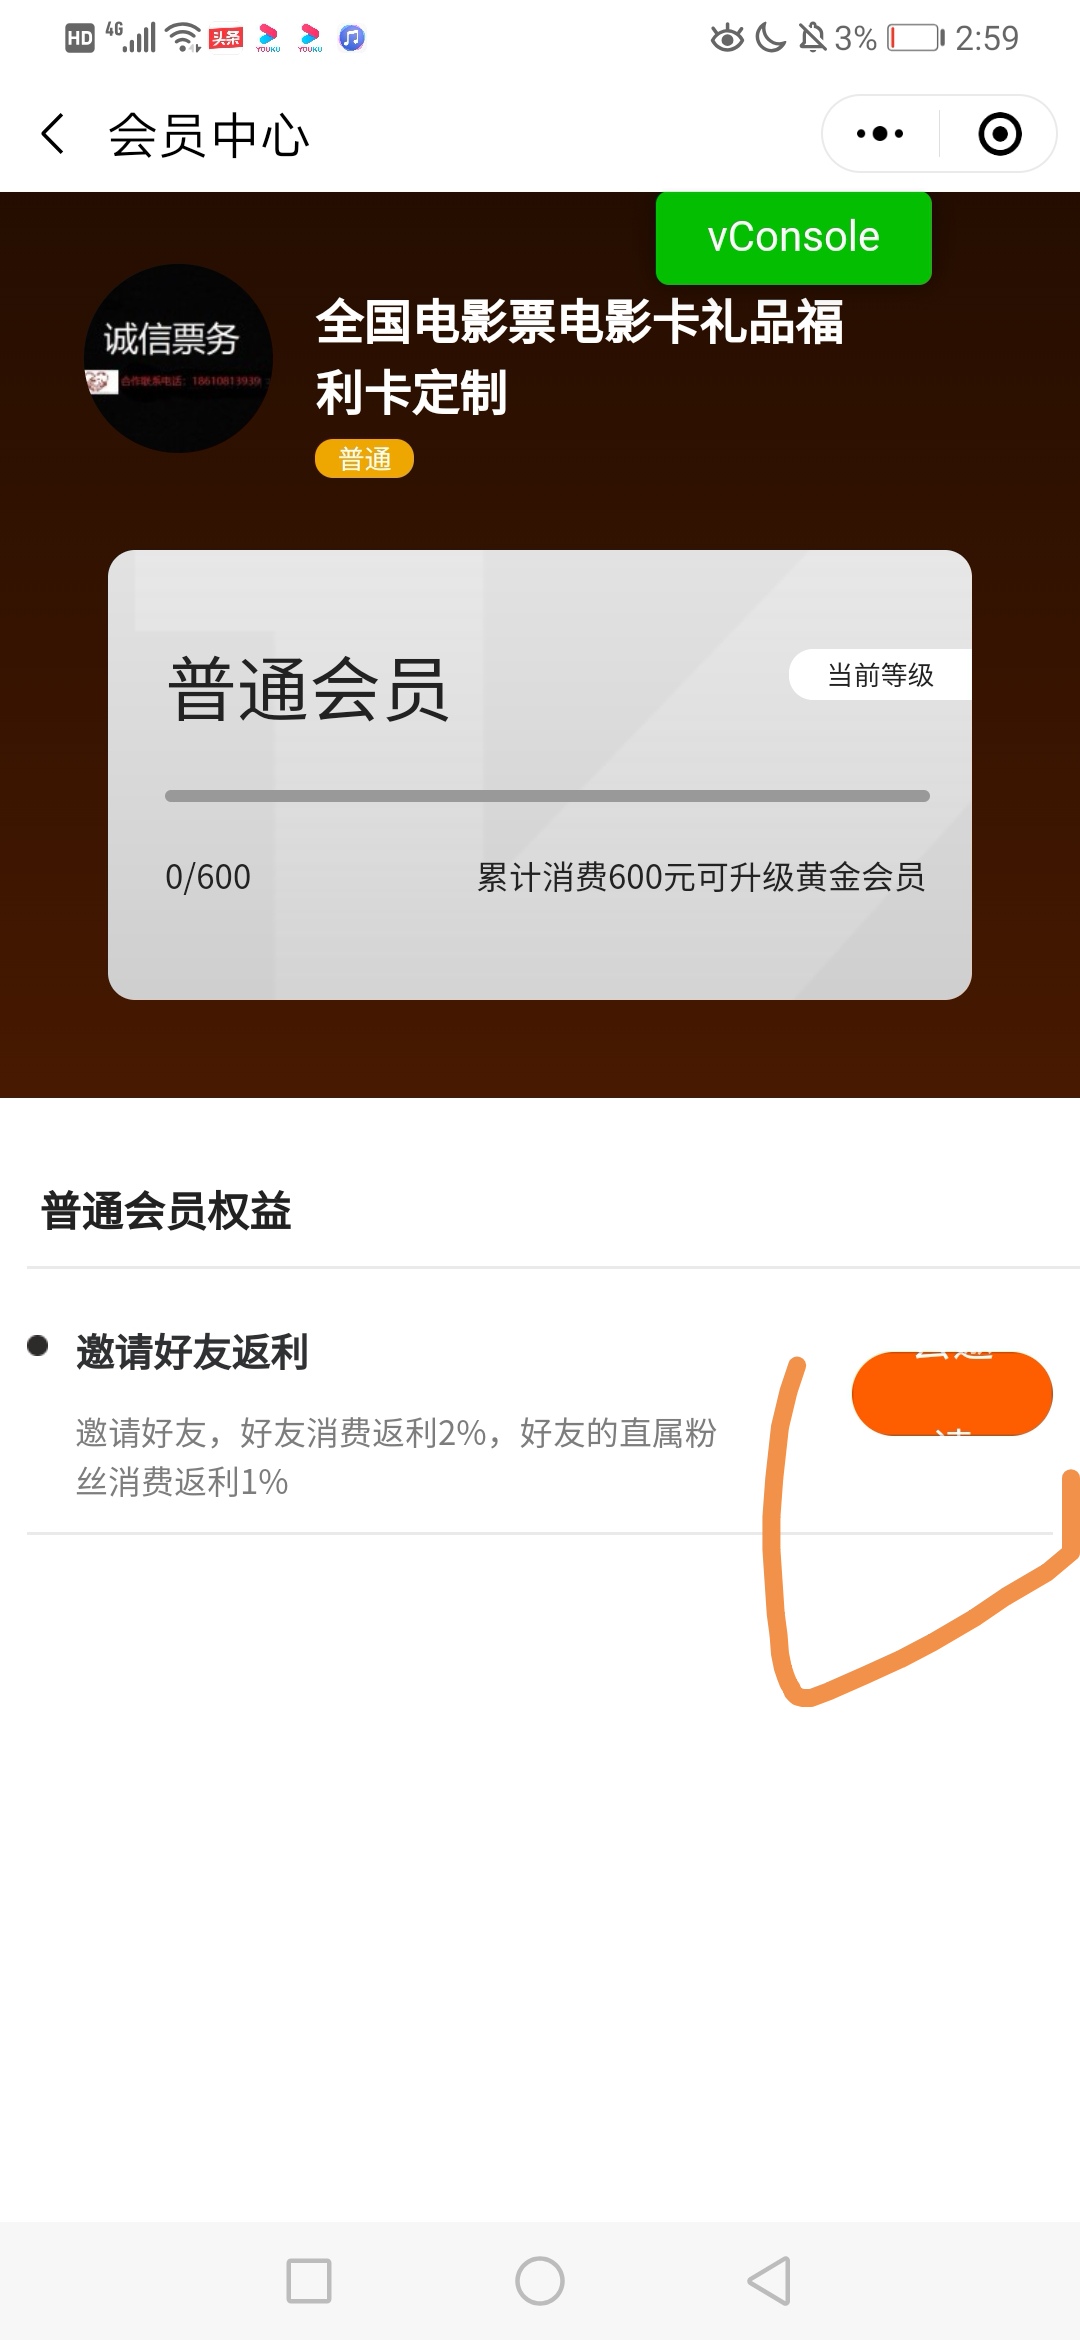 HD 4G 头条 YOUKU YOUKU 3% 2:59
会员中心
vConsole
诚信票务
合作联系电话：18610813939
全国电影票电影卡礼品福
利卡定制
普通
普通会员
当前等级
0/600
累计消费600元可升级黄金会员
普通会员权益
邀请好友返利
去邀
请
邀请好友，好友消费返利2%，好友的直属粉
丝消费返利1%